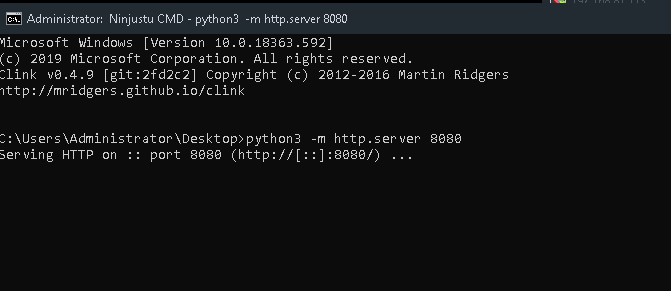 Administrator: Ninjustu CMD - python3 -m http.server 8080
Microsoft Windows [Version 10.0.18363.592]
(c) 2019 Microsoft Corporation. All rights reserved.
Clink v0.4.9 [git:2fd2c2] Copyright (c) 2012-2016 Martin Ridgers
http://mridgers.github.io/clink
C:\Users\Administrator\Desktop>python3 -m http.server 8080
Serving HTTP on :: port 8080 (http://[::]:8080/) ...